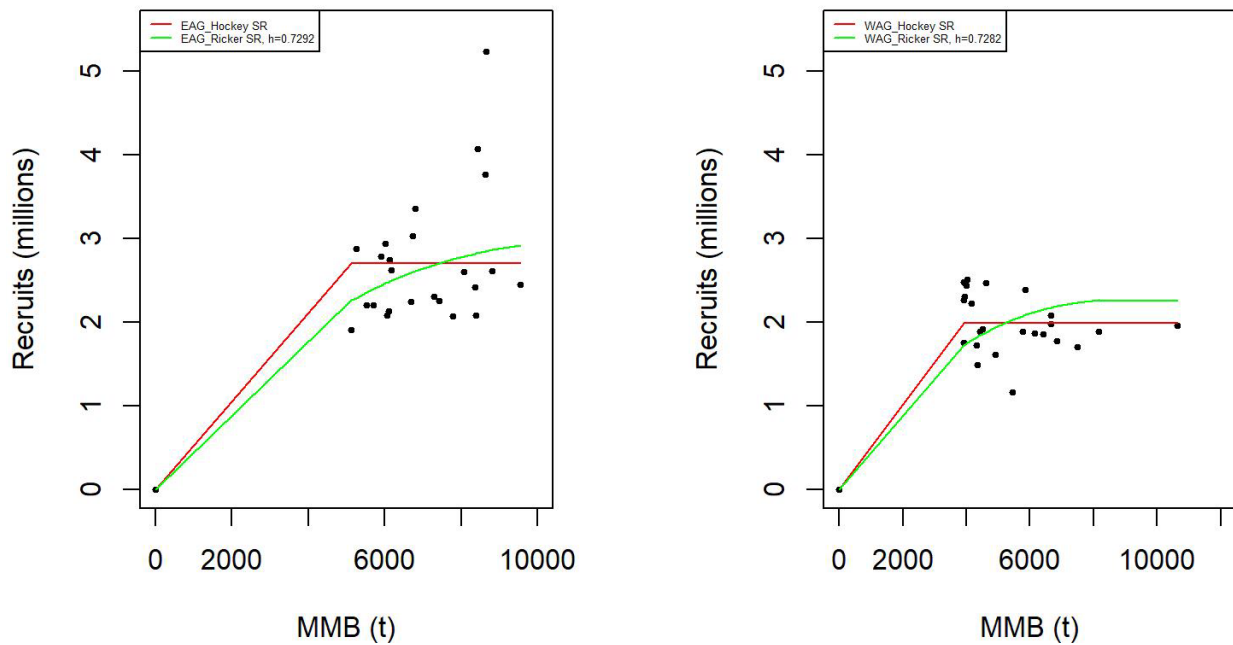 EAG_Hockey SR
EAG_Ricker SR, h=0.7292
5
4
3
2
1
0
Recruits (millions)
0 2000 6000 10000
MMB (t)
WAG_Hockey SR
WAG_Ricker SR, h=0.7282
5
4
3
2
1
0
Recruits (millions)
0 2000 6000 10000
MMB (t)